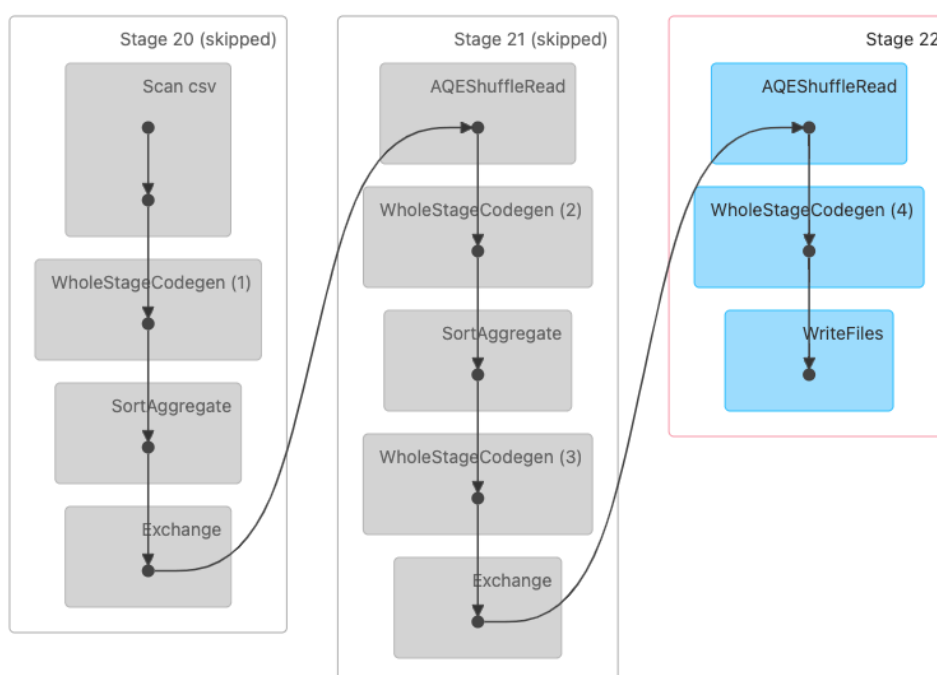 Stage 20 (skipped)
Scan csv
WholeStageCodegen (1)
SortAggregate
Exchange
Stage 21 (skipped)
AQEShuffleRead
WholeStageCodegen (2)
SortAggregate
WholeStageCodegen (3)
Exchange
Stage 22
AQEShuffleRead
WholeStageCodegen (4)
WriteFiles